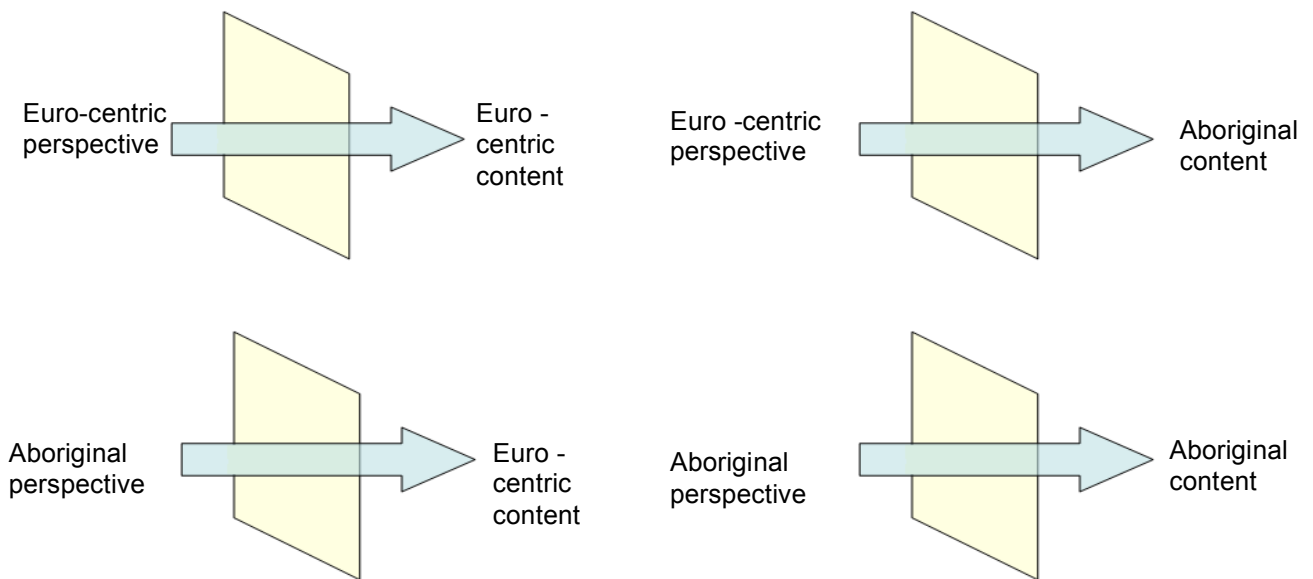 Euro-centric
perspective
Euro -
centric
content
Euro -centric
perspective
Aboriginal
content
Aboriginal
perspective
Euro -
centric
content
Aboriginal
perspective
Aboriginal
content